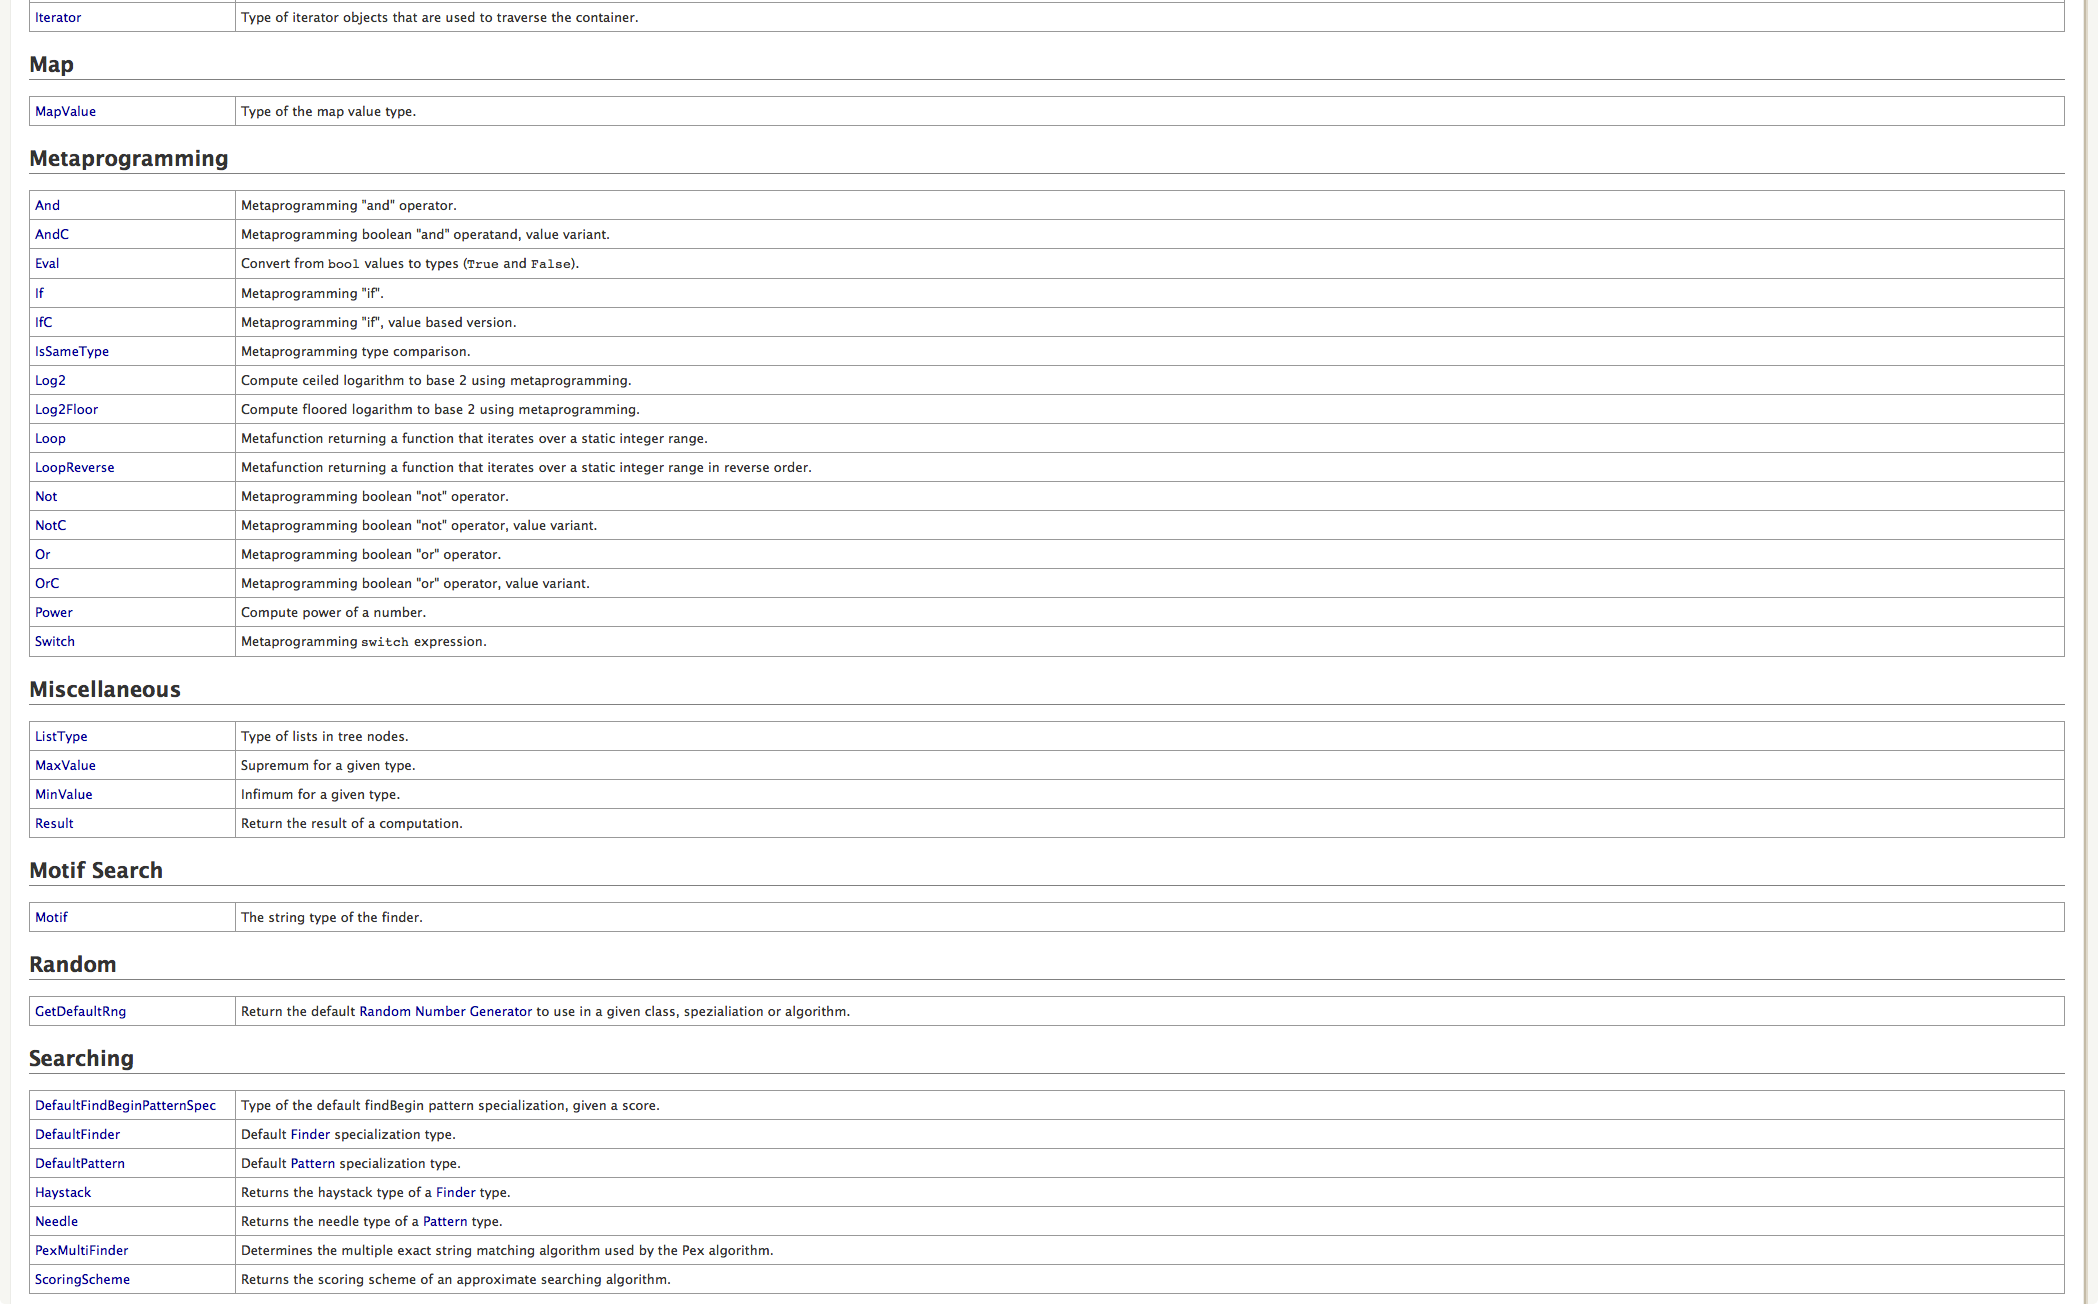 Iterator Type of iterator objects that are used to traverse the container.
Map
MapValue Type of the map value type.
Metaprogramming
And Metaprogramming "and" operator.
AndC Metaprogramming boolean "and" operatand, value variant.
Eval Convert from bool values to types (True and False).
If Metaprogramming "if".
IfC Metaprogramming "if", value based version.
IsSameType Metaprogramming type comparison.
Log2 Compute ceiled logarithm to base 2 using metaprogramming.
Log2Floor Compute floored logarithm to base 2 using metaprogramming.
Loop Metafunction returning a function that iterates over a static integer range.
LoopReverse Metafunction returning a function that iterates over a static integer range in reverse order.
Not Metaprogramming boolean "not" operator.
NotC Metaprogramming boolean "not" operator, value variant.
Or Metaprogramming boolean "or" operator.
OrC Metaprogramming boolean "or" operator, value variant.
Power Compute power of a number.
Switch Metaprogramming switch expression.
Miscellaneous
ListType Type of lists in tree nodes.
MaxValue Supremum for a given type.
MinValue Infimum for a given type.
Result Return the result of a computation.
Motif Search
Motif The string type of the finder.
Random
GetDefaultRng Return the default Random Number Generator to use in a given class, spezialiation or algorithm.
Searching
DefaultFindBeginPatternSpec Type of the default findBegin pattern specialization, given a score.
DefaultFinder Default Finder specialization type.
DefaultPattern Default Pattern specialization type.
Haystack Returns the haystack type of a Finder type.
Needle Returns the needle type of a Pattern type.
PexMultiFinder Determines the multiple exact string matching algorithm used by the Pex algorithm.
ScoringScheme Returns the scoring scheme of an approximate searching algorithm.